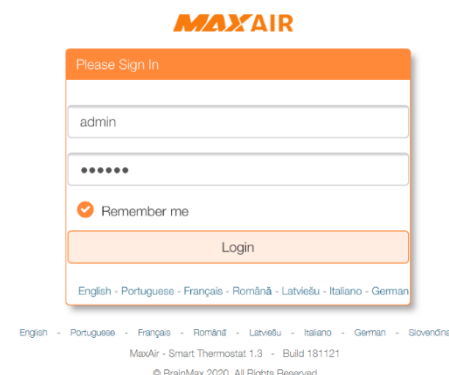 MAXAIR
Please Sign In
admin
••••••
Remember me
Login
English - Portuguese - Français - Română - Latviešu - Italiano - German
English - Portuguese - Français - Română - Latviešu - Italiano - German - Slovenčina
MaxAir - Smart Thermostat 1.3 - Build 181121
© BrainMax 2020. All Rights Reserved